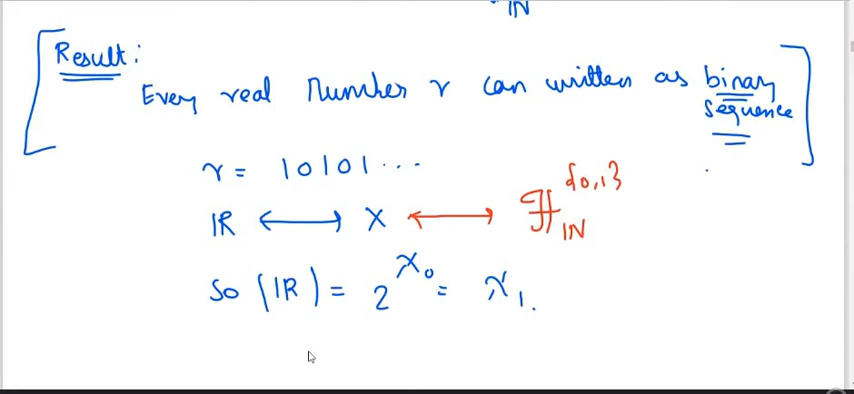 IN
Result:
Every real number r can written as binary
sequence
r = 10101...
IR ⟷ X ⟷ ℱ_IN^{0,1}
So |IR| = 2^ℵ₀ = ℵ₁.